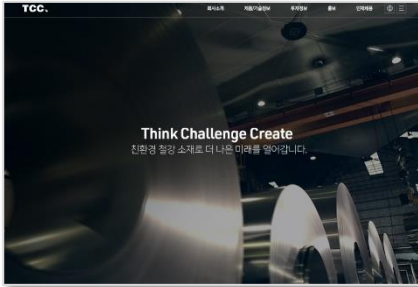 TCC.
회사소개 제품/기술정보 투자정보 홍보 인재채용
Think Challenge Create
친환경 철강 소재로 더 나은 미래를 열어갑니다.